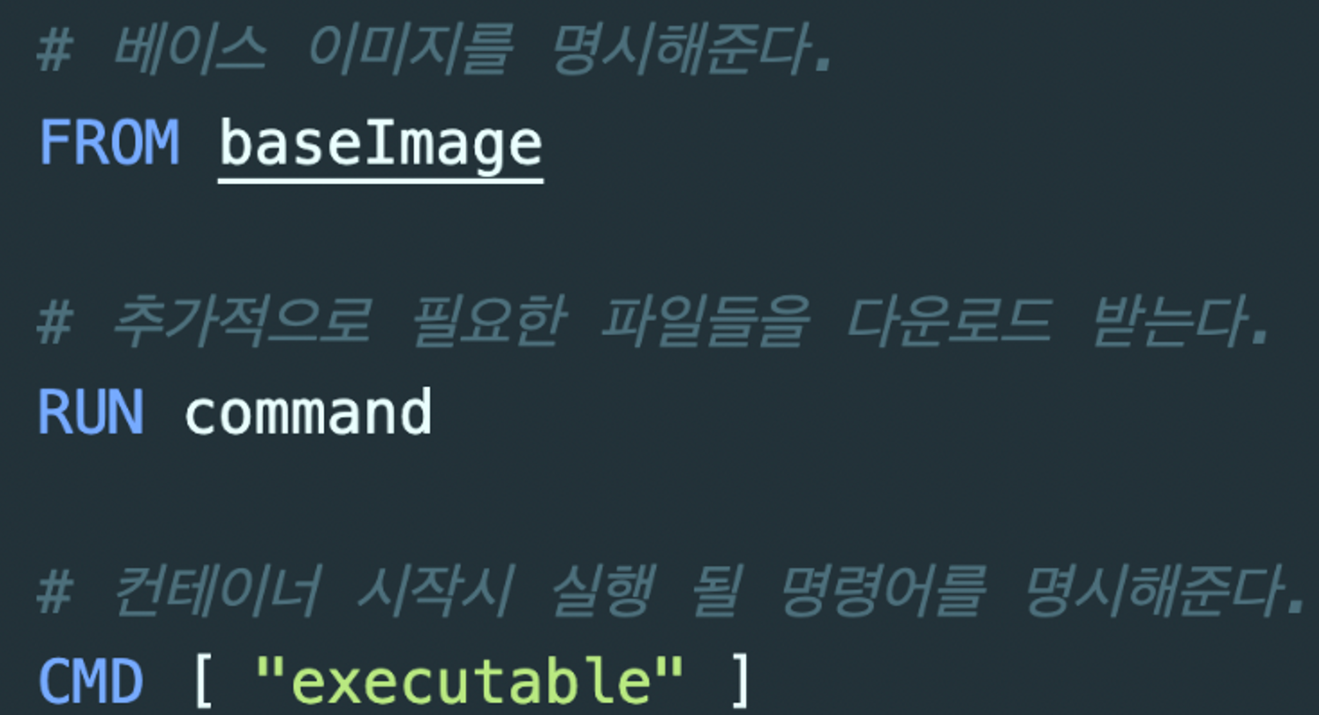 # 베이스 이미지를 명시해준다.
FROM baseImage
# 추가적으로 필요한 파일들을 다운로드 받는다.
RUN command
# 컨테이너 시작시 실행 될 명령어를 명시해준다.
CMD [ "executable" ]